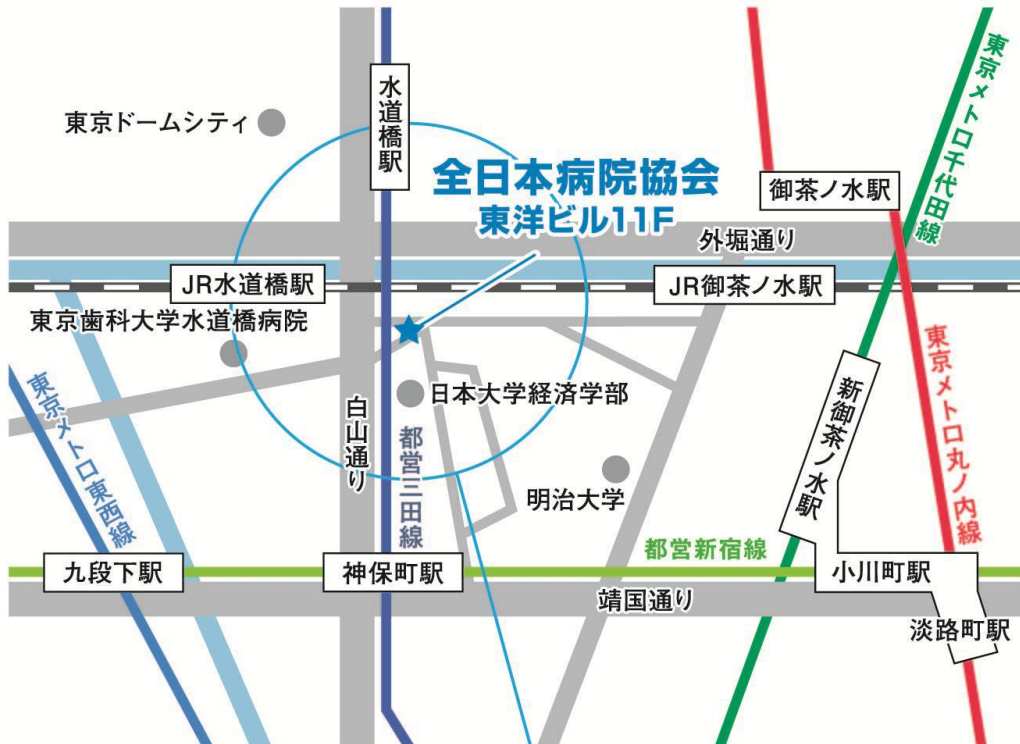 東京メトロ千代田線
水道橋駅
東京ドームシティ
全日本病院協会
東洋ビル11F
御茶ノ水駅
外堀通り
JR水道橋駅
JR御茶ノ水駅
東京歯科大学水道橋病院
東京メトロ東西線
白山通り
日本大学経済学部
都営三田線
明治大学
新御茶ノ水駅
東京メトロ丸ノ内線
都営新宿線
九段下駅
神保町駅
小川町駅
靖国通り
淡路町駅